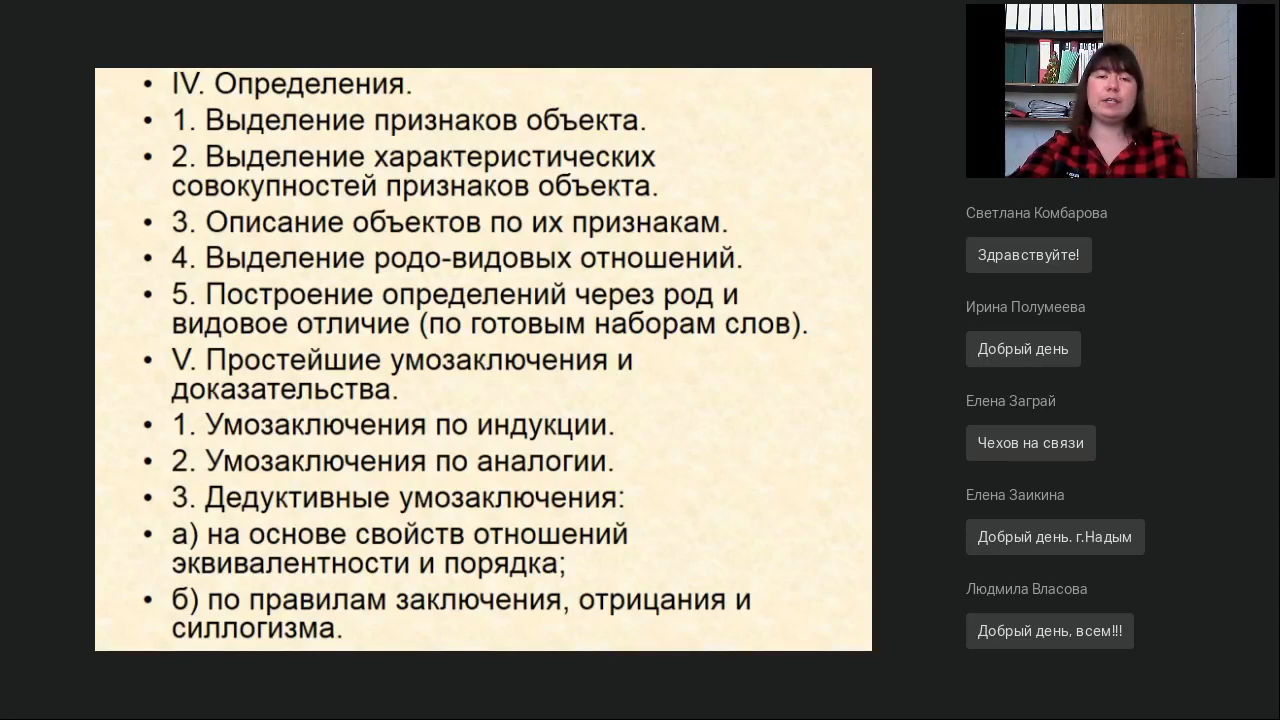 • IV. Определения.
• 1. Выделение признаков объекта.
• 2. Выделение характеристических
совокупностей признаков объекта.
• 3. Описание объектов по их признакам.
• 4. Выделение родо-видовых отношений.
• 5. Построение определений через род и
видовое отличие (по готовым наборам слов).
• V. Простейшие умозаключения и
доказательства.
• 1. Умозаключения по индукции.
• 2. Умозаключения по аналогии.
• 3. Дедуктивные умозаключения:
• а) на основе свойств отношений
эквивалентности и порядка;
• б) по правилам заключения, отрицания и
силлогизма.
Светлана Комбарова
Здравствуйте!
Ирина Полумеева
Добрый день
Елена Заграй
Чехов на связи
Елена Заикина
Добрый день. г.Надым
Людмила Власова
Добрый день, всем!!!